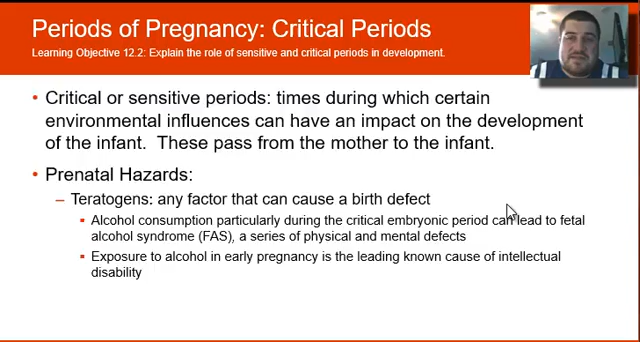 Periods of Pregnancy: Critical Periods
Learning Objective 12.2: Explain the role of sensitive and critical periods in development.
• Critical or sensitive periods: times during which certain
environmental influences can have an impact on the development
of the infant. These pass from the mother to the infant.
• Prenatal Hazards:
– Teratogens: any factor that can cause a birth defect
▪ Alcohol consumption particularly during the critical embryonic period can lead to fetal
alcohol syndrome (FAS), a series of physical and mental defects
▪ Exposure to alcohol in early pregnancy is the leading known cause of intellectual
disability